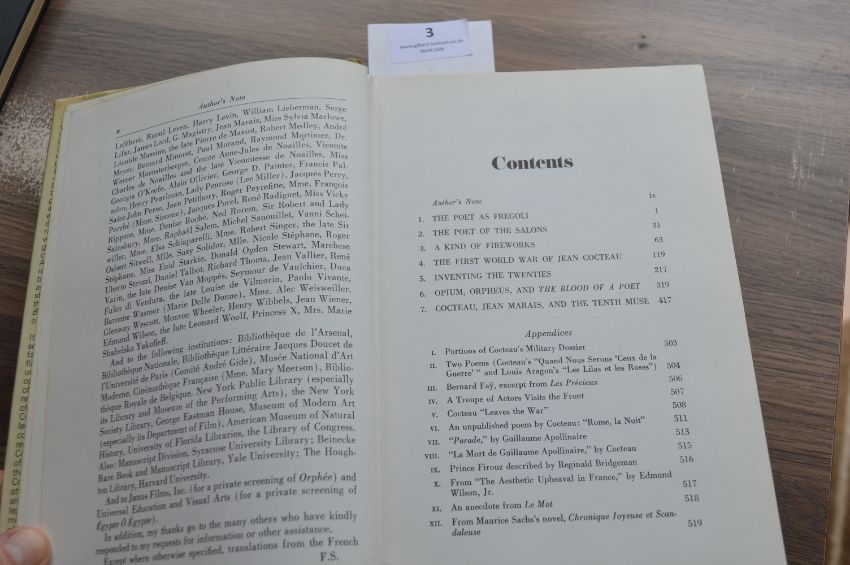 3
www.gilbert-battson.co.uk
Book Sale
x
Author's Note
Lefèbvre, Raoul Leven, Harry Levin, William Lieberman, Serge
Lifar, James Lord, G. Magistry, Jean Marais, Miss Sylvia Marlowe,
Léonide Massine, the late Pierre de Massot, Robert Medley, André
Meyer, Bernard Minoret, Paul Morand, Raymond Mortimer, Dr.
Werner Muensterberger, Comte Anne-Jules de Noailles, Vicomte
Charles de Noailles and the late Vicomtesse de Noailles, Miss
Georgia O'Keefe, Alain Ollivier, George D. Painter, Francis Pal-
méro, Henry Pearlman, Lady Penrose (Lee Miller), Jacques Perry,
Saint-John Perse, Jean Petithory, Roger Peyrefitte, Mme. François
Porché (Mme. Simone), Jacques Porel, René Radiguet, Miss Vicky
Rippere, Mme. Denise Roché, Ned Rorem, Sir Robert and Lady
Sainsbury, Mme. Raphaël Salem, Michel Sanouillet, Vanni Schei-
willer, Mme. Elsa Schiaparelli, Mme. Robert Singer, the late Sir
Osbert Sitwell, Mlle. Suzy Solidor, Mlle. Nicole Stéphane, Roger
Stéphane, Miss Enid Starkie, Donald Ogden Stewart, Marchese
Uberto Strozzi, Daniel Talbot, Richard Thoma, Jean Vallier, René
Varin, the late Denise Van Moppès, Seymour de Vaulchier, Duca
Fulco di Verdura, the late Louise de Vilmorin, Paolo Vivante,
Baronne Wasmer (Marie Delle Donne), Mme. Alec Weisweiller,
Glenway Wescott, Monroe Wheeler, Henry Wibbels, Jean Wiener,
Edmund Wilson, the late Leonard Woolf, Princess X, Mrs. Marie
Shabelska Yakofleff.
And to the following institutions: Bibliothèque de l'Arsenal,
Bibliothèque Nationale, Bibliothèque Littéraire Jacques Doucet de
l'Université de Paris (Comité André Gide), Musée National d'Art
Moderne, Cinémathèque Française (Mme. Mary Meerson), Biblio-
thèque Royale de Belgique. New York Public Library (especially
its Library and Museum of the Performing Arts), the New York
Society Library, George Eastman House, Museum of Modern Art
(especially its Department of Film), American Museum of Natural
History, University of Florida Libraries, the Library of Congress.
Also: Manuscript Division, Syracuse University Library; Beinecke
Rare Book and Manuscript Library, Yale University; The Hough-
ton Library, Harvard University.
And to Janus Films, Inc. (for a private screening of Orphée) and
Universal Education and Visual Arts (for a private screening of
Égypte Ô Égypte).
In addition, my thanks go to the many others who have kindly
responded to my requests for information or other assistance.
Except where otherwise specified, translations from the French
F.S.
Contents
Author's Note ix
1. THE POET AS FREGOLI 1
2. THE POET OF THE SALONS 31
3. A KIND OF FIREWORKS 63
4. THE FIRST WORLD WAR OF JEAN COCTEAU 119
5. INVENTING THE TWENTIES 217
6. OPIUM, ORPHEUS, AND THE BLOOD OF A POET 319
7. COCTEAU, JEAN MARAIS, AND THE TENTH MUSE 417
Appendices
I. Portions of Cocteau's Military Dossier 503
II. Two Poems (Cocteau's "Quand Nous Serons 'Ceux de la
Guerre'" and Louis Aragon's "Les Lilas et les Roses") 504
III. Bernard Faÿ, excerpt from Les Précieux 506
IV. A Troupe of Actors Visits the Front 507
V. Cocteau "Leaves the War" 508
VI. An unpublished poem by Cocteau: "Rome, la Nuit" 511
VII. "Parade," by Guillaume Apollinaire 513
VIII. "La Mort de Guillaume Apollinaire," by Cocteau 515
IX. Prince Firouz described by Reginald Bridgeman 516
X. From "The Aesthetic Upheaval in France," by Edmund
Wilson, Jr. 517
XI. An anecdote from Le Mot 518
XII. From Maurice Sachs's novel, Chronique Joyeuse et Scan-
daleuse 519